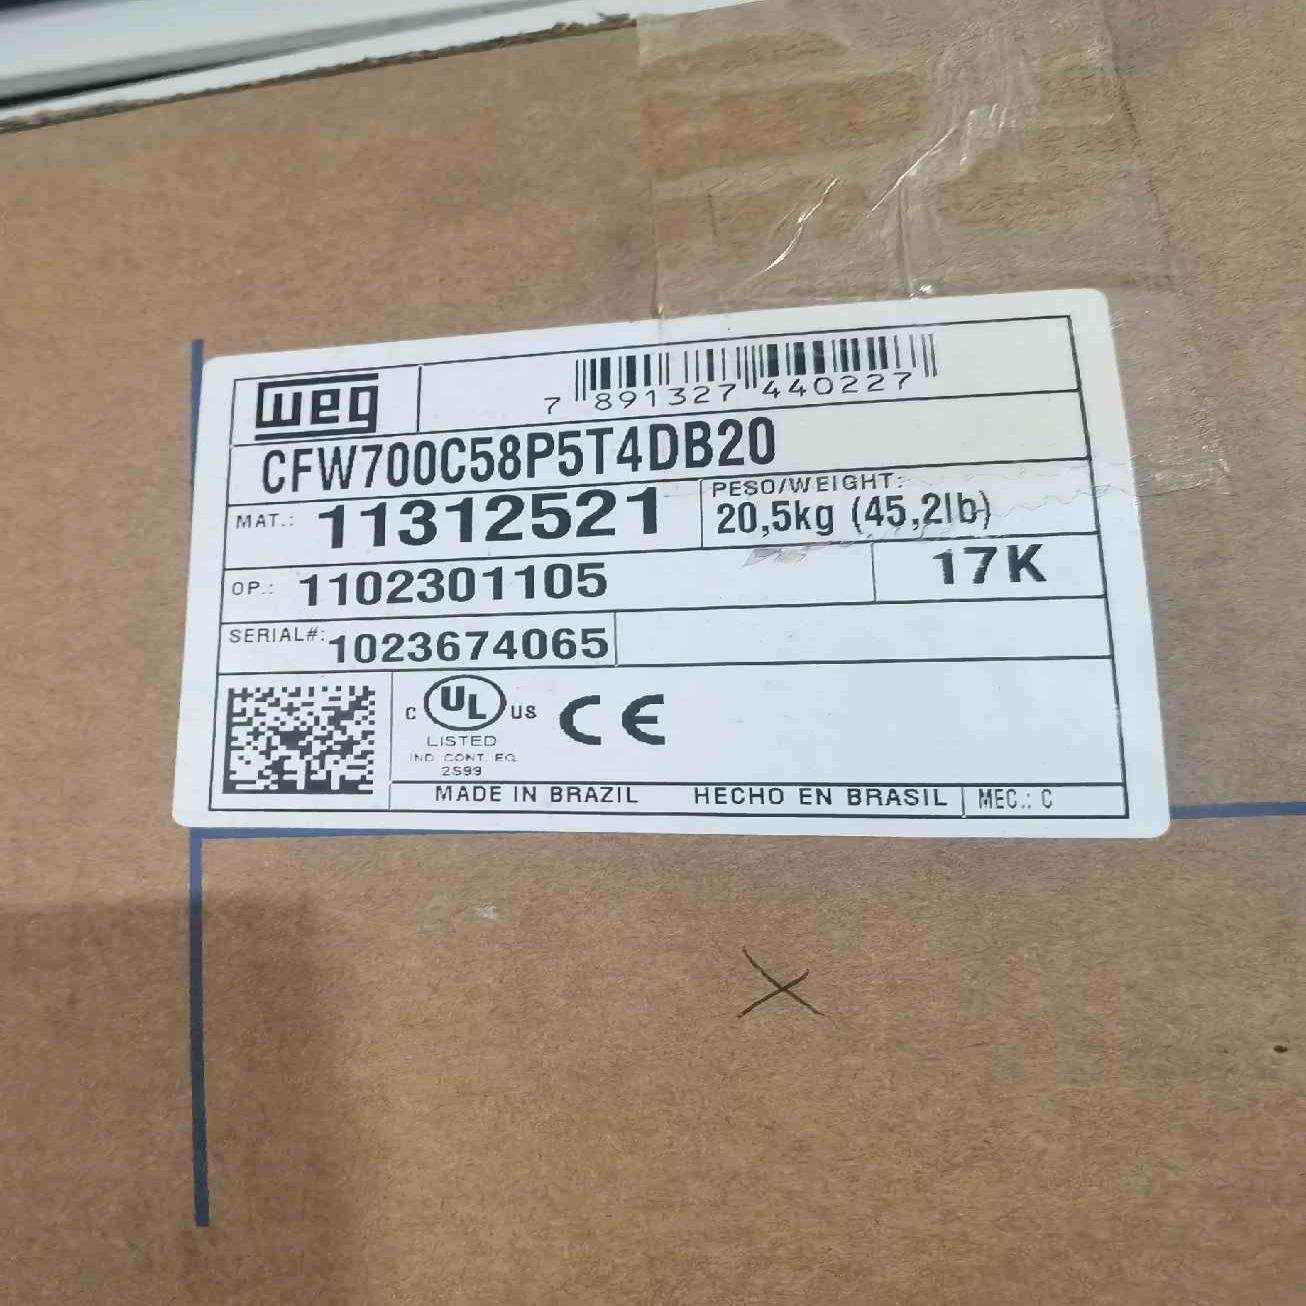 weg
7 891327 440227
CFW700C58P5T4DB20
MAT.: 11312521
PESO/WEIGHT:
20,5kg (45,2lb)
OP.: 1102301105
17K
SERIAL#: 1023674065
C UL US
LISTED
IND. CONT. EQ.
2S99
CE
MADE IN BRAZIL HECHO EN BRASIL MEC.: C